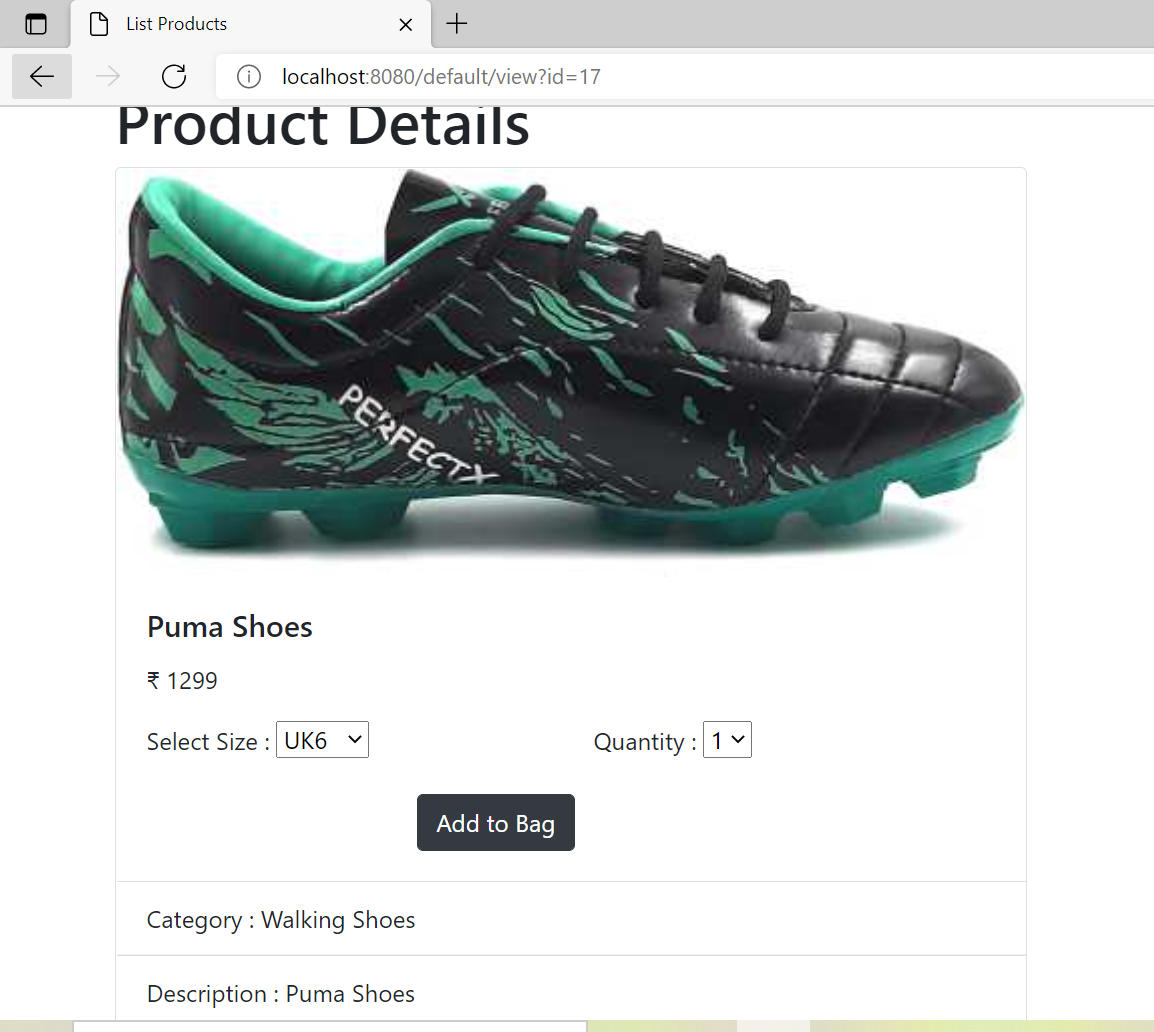 List Products
localhost:8080/default/view?id=17
Product Details
PERFECTX
Puma Shoes
₹ 1299
Select Size : UK6 Quantity : 1
Add to Bag
Category : Walking Shoes
Description : Puma Shoes